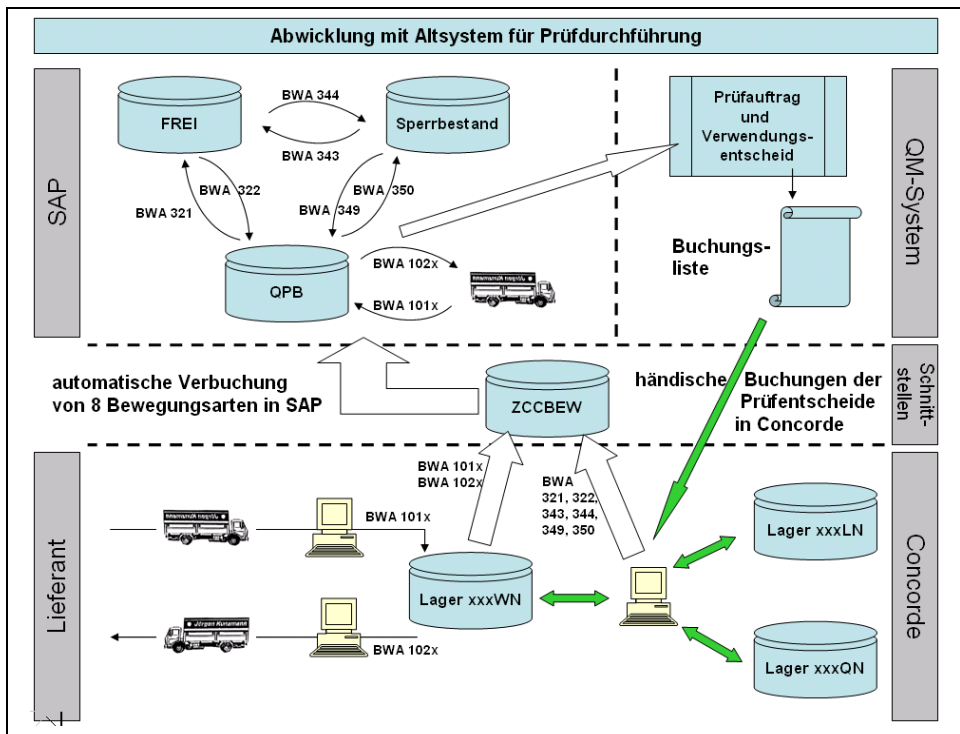 Abwicklung mit Altsystem für Prüfdurchführung
SAP
FREI
BWA 344
BWA 343
Sperrbestand
BWA 322
BWA 321
BWA 350
BWA 349
QPB
BWA 102x
BWA 101x
Prüfauftrag
und
Verwendungs-
entscheid
Buchungs-
liste
QM-System
automatische Verbuchung
von 8 Bewegungsarten in SAP
ZCCBEW
händische Buchungen der
Prüfentscheide
in Concorde
Schnitt-
stellen
Lieferant
BWA 101x
BWA 102x
BWA
321, 322,
343, 344,
349, 350
BWA 101x
Lager xxxWN
Jörgen Kunzmann
BWA 102x
Lager xxxLN
Lager xxxQN
Concorde